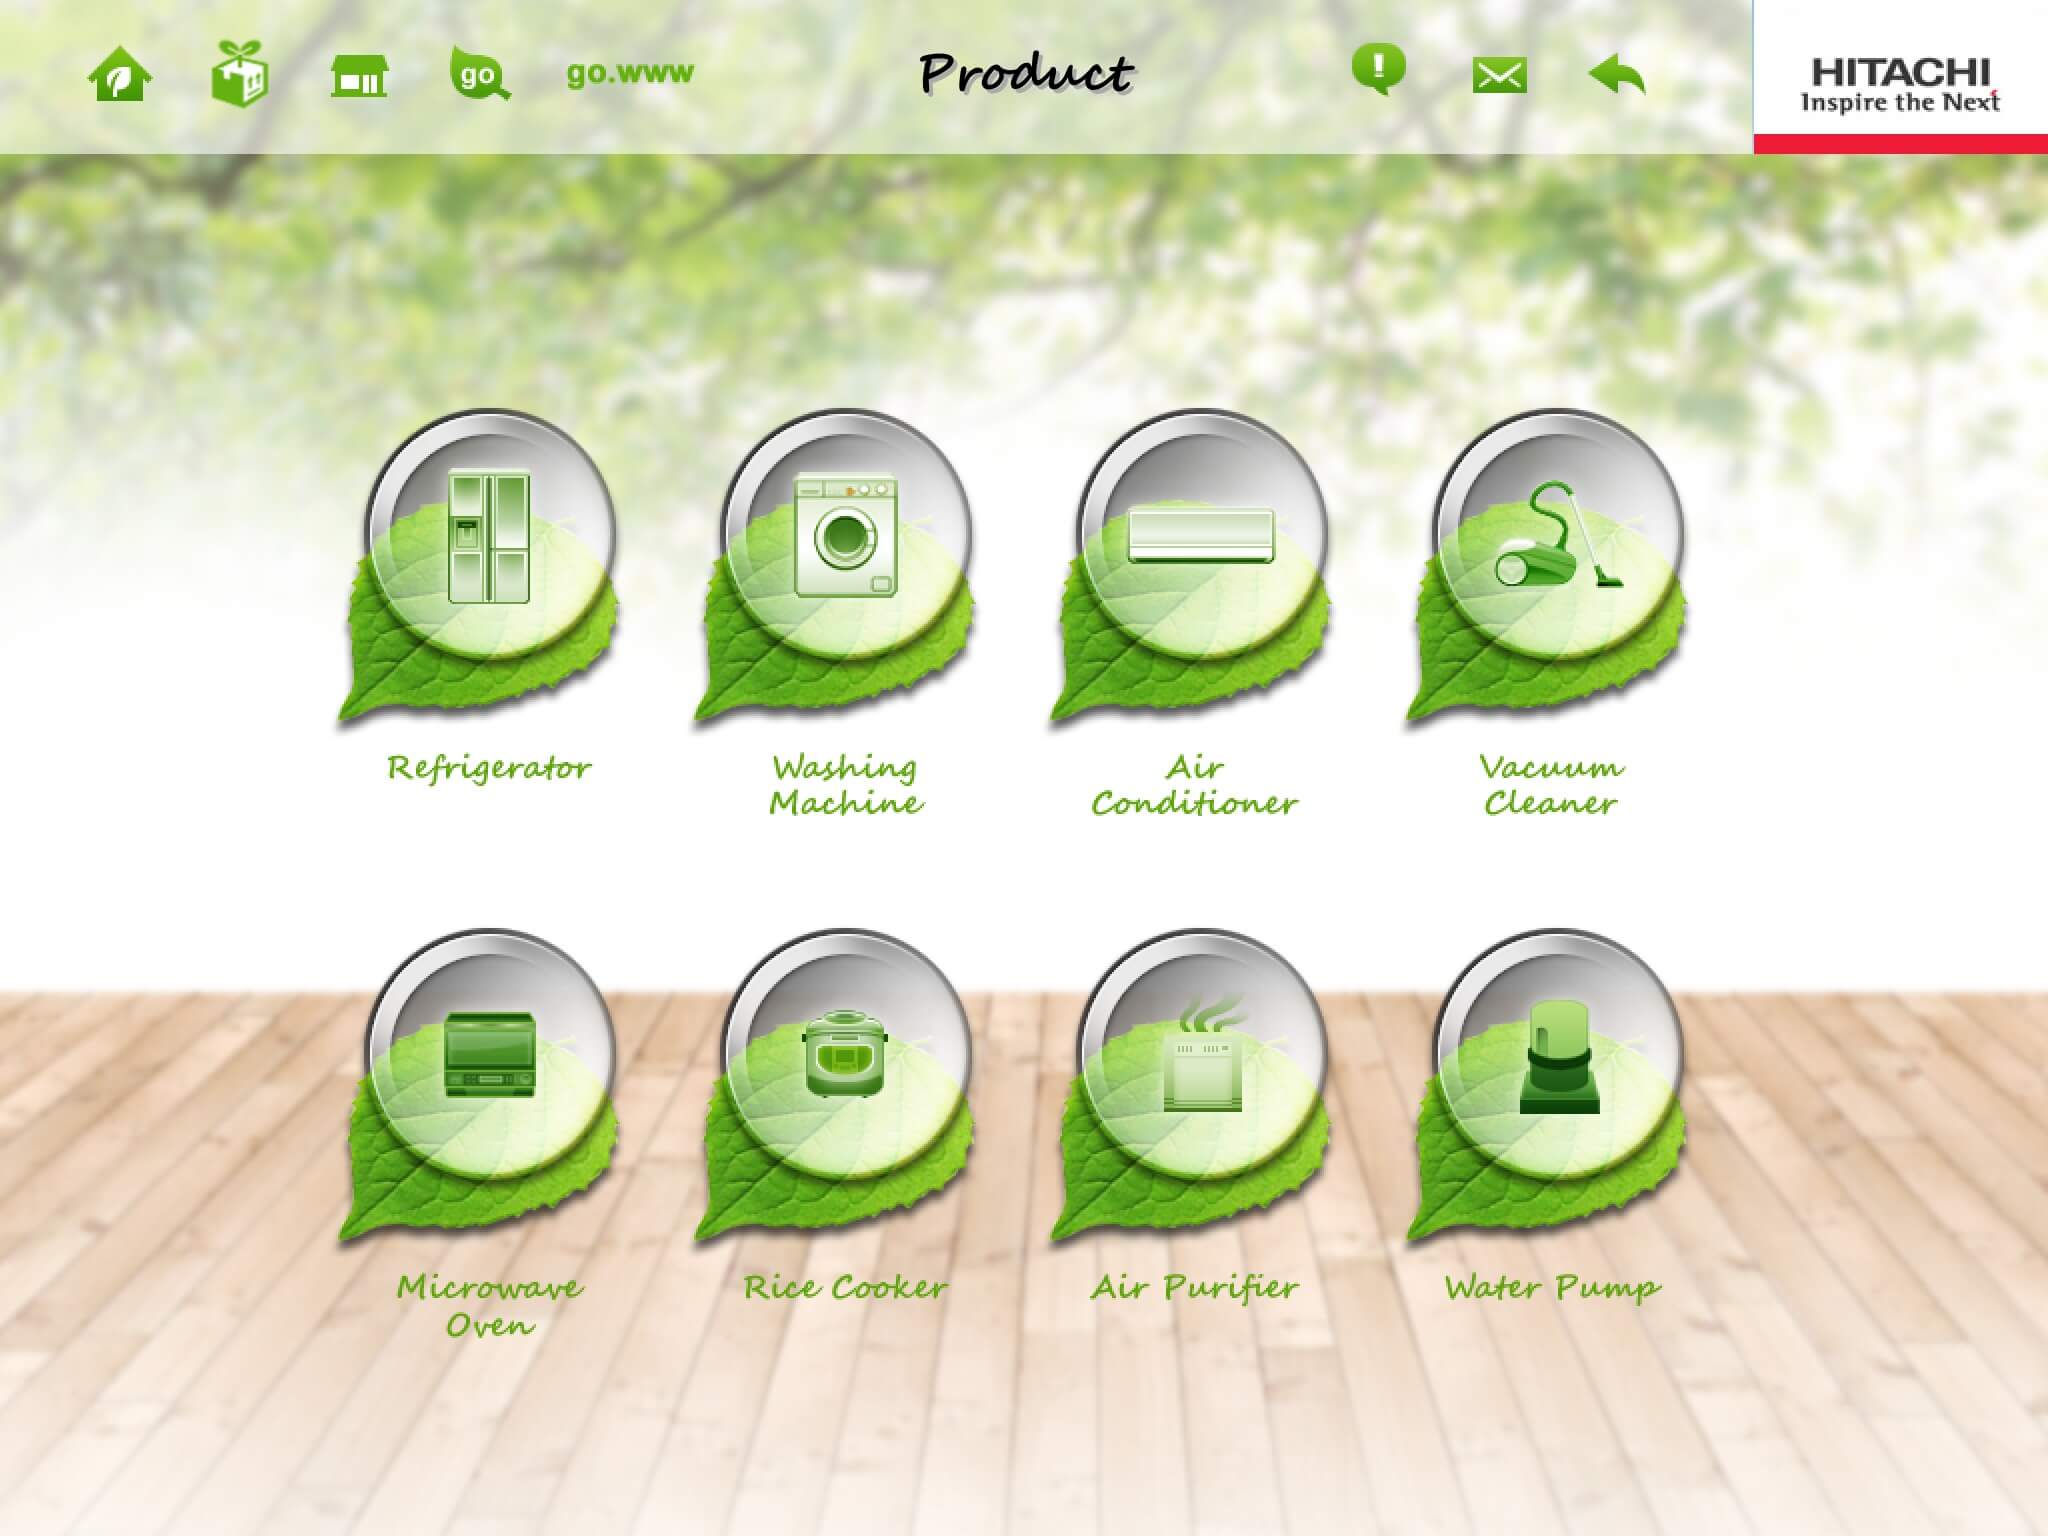 go
go.www
Product
!
HITACHI
Inspire the Next
Refrigerator
Washing
Machine
Air
Conditioner
Vacuum
Cleaner
Microwave
Oven
Rice Cooker
Air Purifier
Water Pump